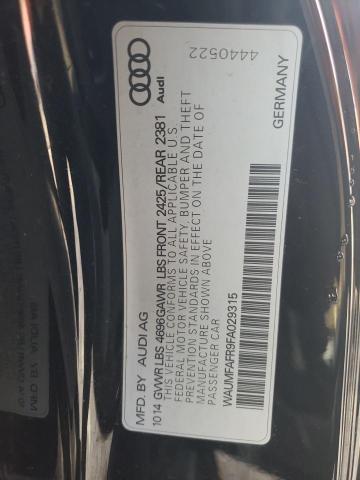 MFD. BY AUDI AG
10 14 GVWR LBS 4696 GAWR LBS FRONT 2425/REAR 2381
THIS VEHICLE CONFORMS TO ALL APPLICABLE U.S.
FEDERAL MOTOR VEHICLE SAFETY, BUMPER AND THEFT
STANDARDS IN EFFECT ON THE DATE OF
MANUFACTURE SHOWN ABOVE
PASSENGER CAR
WAUMFAFR9FA029315
GERMANY
Audi
4440522